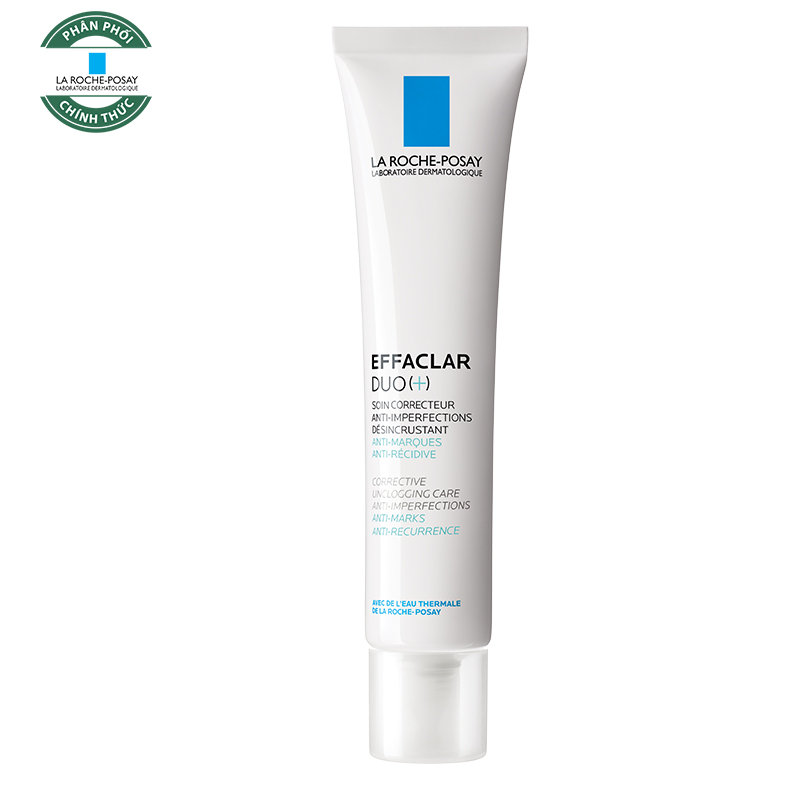 PHÂN PHỐI
LA ROCHE-POSAY
LABORATOIRE DERMATOLOGIQUE
CHÍNH THỨC
LA ROCHE-POSAY
LABORATOIRE DERMATOLOGIQUE
EFFACLAR
DUO(+)
SOIN CORRECTEUR
ANTI-IMPERFECTIONS
DÉSINCRUSTANT
ANTI-MARQUES
ANTI-RÉCIDIVE
CORRECTIVE
UNCLOGGING CARE
ANTI-IMPERFECTIONS
ANTI-MARKS
ANTI-RECURRENCE
AVEC DE L'EAU THERMALE
DE LA ROCHE-POSAY